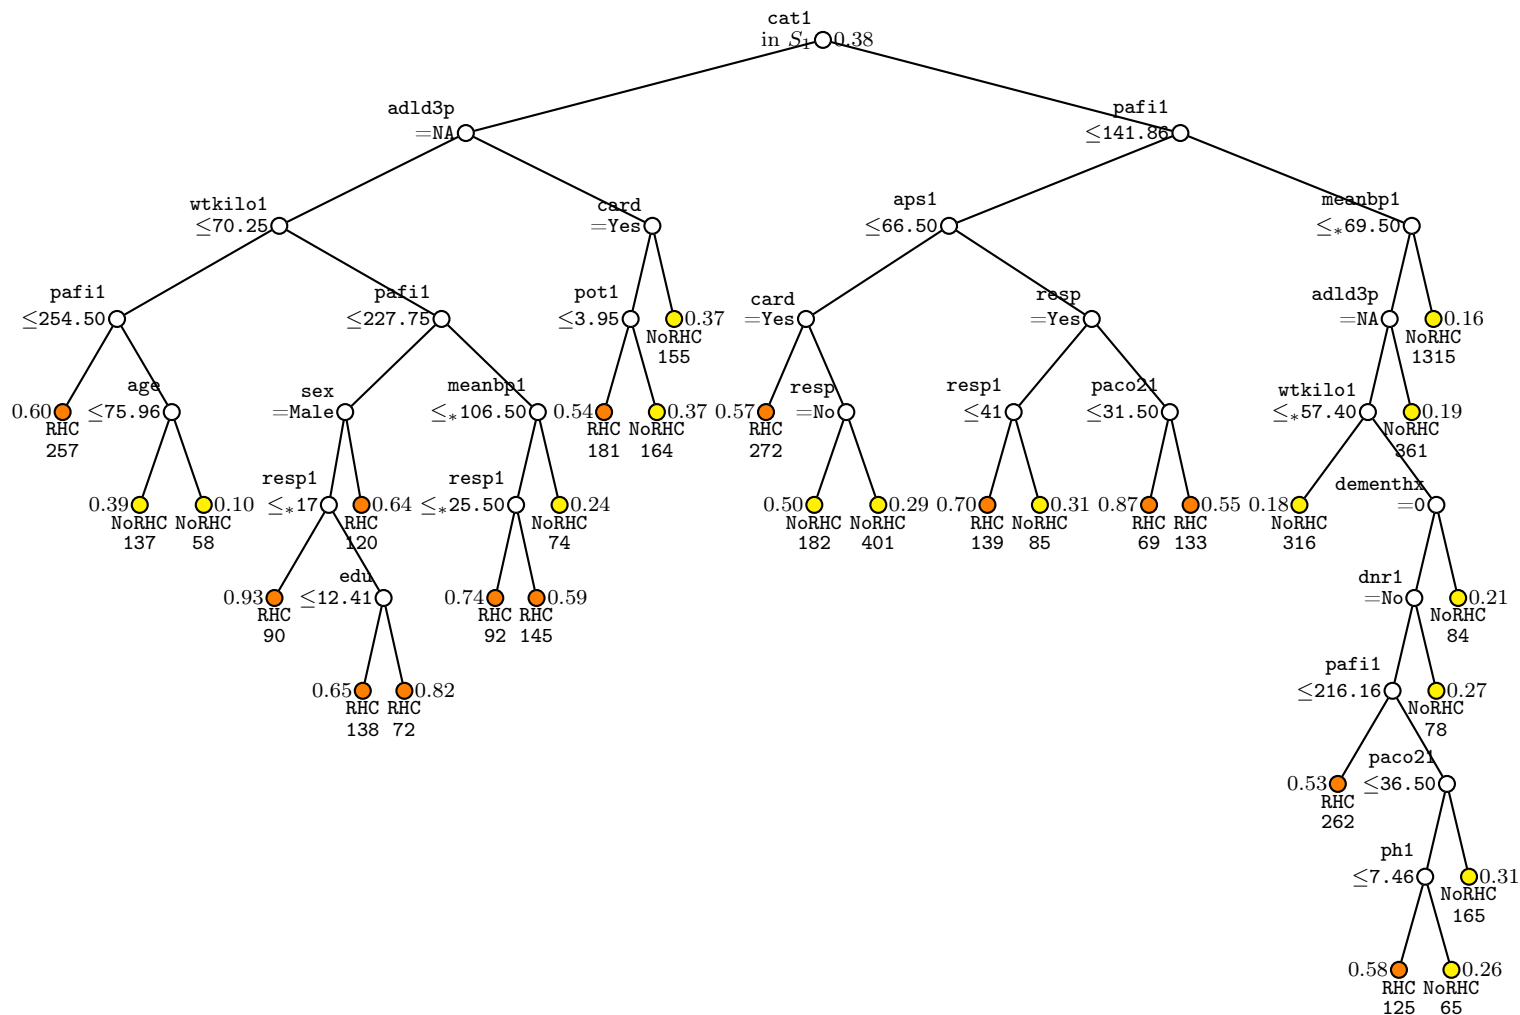 cat1
in S1 0.38
adld3p
=NA
pafi1
≤141.86
wtkilo1
≤70.25
card
=Yes
aps1
≤66.50
meanbp1
≤*69.50
pafi1
≤254.50
pafi1
≤227.75
pot1
≤3.95
0.37
NoRHC
155
card
=Yes
resp
=Yes
adld3p
=NA
0.16
NoRHC
1315
0.60
RHC
257
age
≤75.96
sex
=Male
meanbp1
≤*106.50
0.54
RHC
181
0.37
NoRHC
164
0.57
RHC
272
resp
=No
resp1
≤41
paco21
≤31.50
wtkilo1
≤*57.40
0.19
NoRHC
361
0.39
NoRHC
137
0.10
NoRHC
58
resp1
≤*17
0.64
RHC
120
resp1
≤*25.50
0.24
NoRHC
74
0.50
NoRHC
182
0.29
NoRHC
401
0.70
RHC
139
0.31
NoRHC
85
0.87
RHC
69
0.55
RHC
133
0.18
NoRHC
316
dementhx
=0
0.93
RHC
90
edu
≤12.41
0.74
RHC
92
0.59
RHC
145
dnr1
=No
0.21
NoRHC
84
0.65
RHC
138
0.82
RHC
72
pafi1
≤216.16
0.27
NoRHC
78
0.53
RHC
262
paco21
≤36.50
ph1
≤7.46
0.31
NoRHC
165
0.58
RHC
125
0.26
NoRHC
65